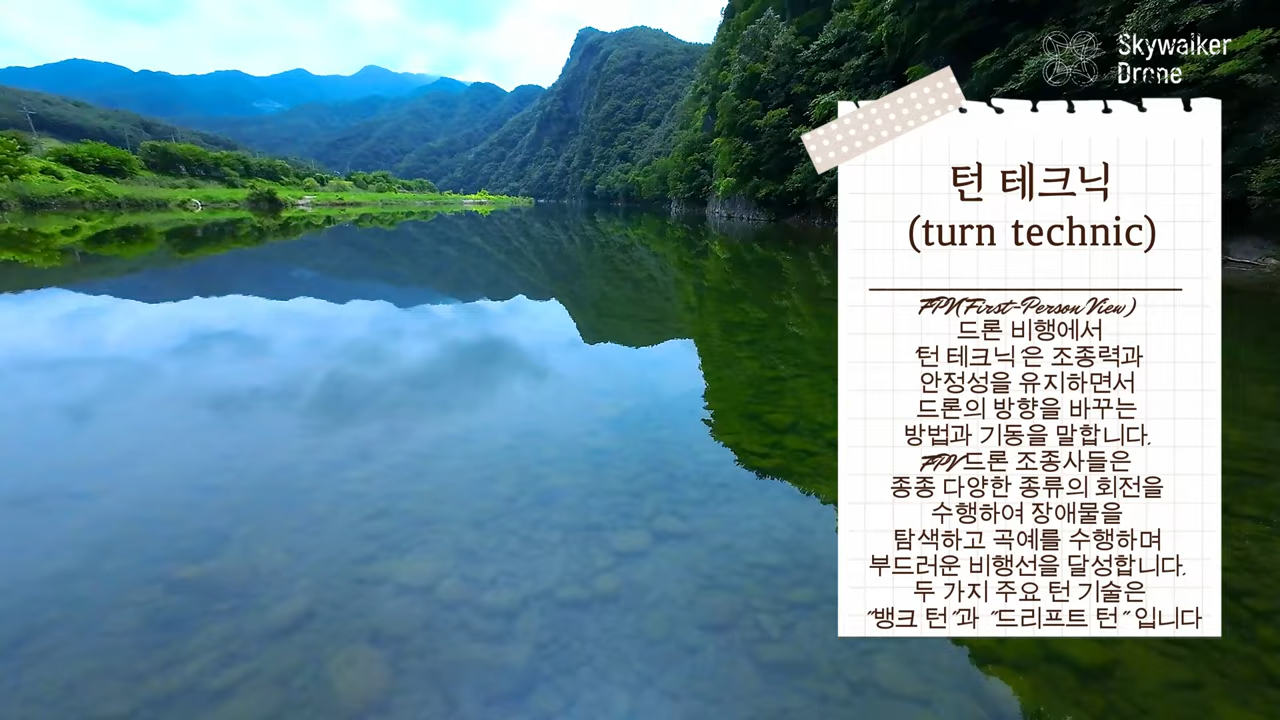 Skywalker
Drone
턴 테크닉
(turn technic)
FPV(First-Person View)
드론 비행에서
턴 테크닉 은 조종력과
안정성을 유지하면서
드론의 방향을 바꾸는
방법과 기동을 말합니다.
FPV드론 조종사들은
종종 다양한 종류의 회전을
수행하여 장애물을
탐색하고 곡예를 수행하며
부드러운 비행선을 달성합니다.
두 가지 주요 턴 기술은
"뱅크 턴"과 "드리프트 턴" 입니다